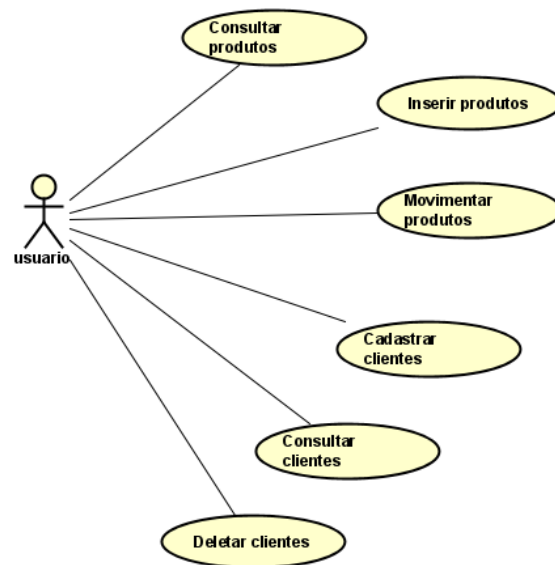 Consultar
produtos
Inserir produtos
Movimentar
produtos
usuario
Cadastrar
clientes
Consultar
clientes
Deletar clientes